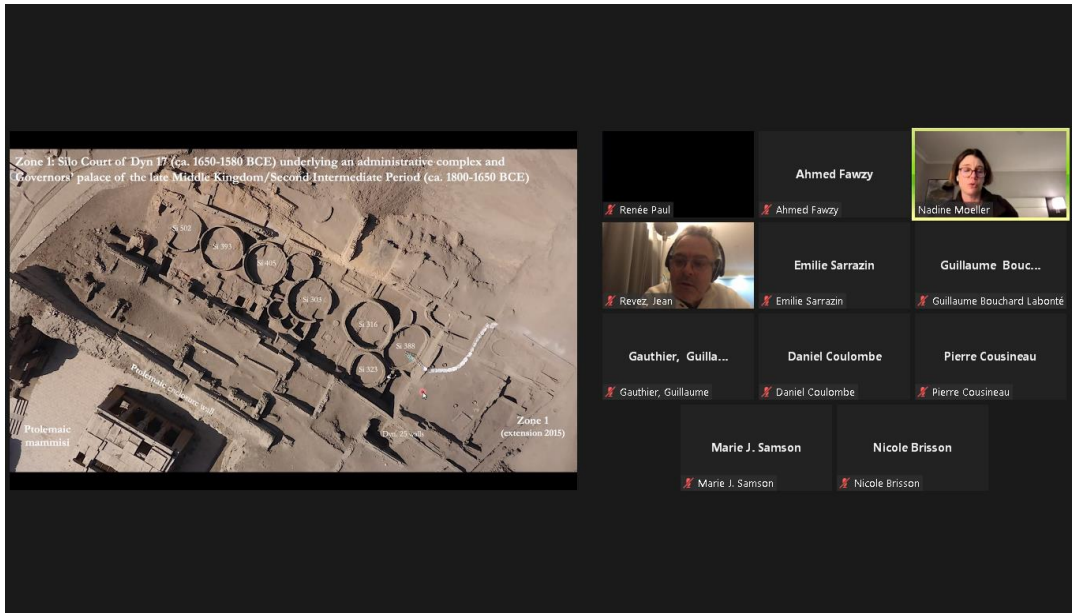 Zone 1: Silo Court of Dyn 17 (ca. 1650-1580 BCE) underlying an administrative complex and
Governors' palace of the late Middle Kingdom/Second Intermediate Period (ca. 1800-1650 BCE)
Si 502
Si 393
Si 405
Si 303
Si 316
Si 388
Si 323
Ptolemaic enclosure wall
Ptolemaic
mammisi
Dyn. 25 walls
Zone 1
(extension 2015)
Renée Paul
Ahmed Fawzy
Ahmed Fawzy
Nadine Moeller
Revez, Jean
Emilie Sarrazin
Emilie Sarrazin
Guillaume Bouc...
Guillaume Bouchard Labonté
Gauthier, Guilla...
Gauthier, Guillaume
Daniel Coulombe
Daniel Coulombe
Pierre Cousineau
Pierre Cousineau
Marie J. Samson
Marie J. Samson
Nicole Brisson
Nicole Brisson